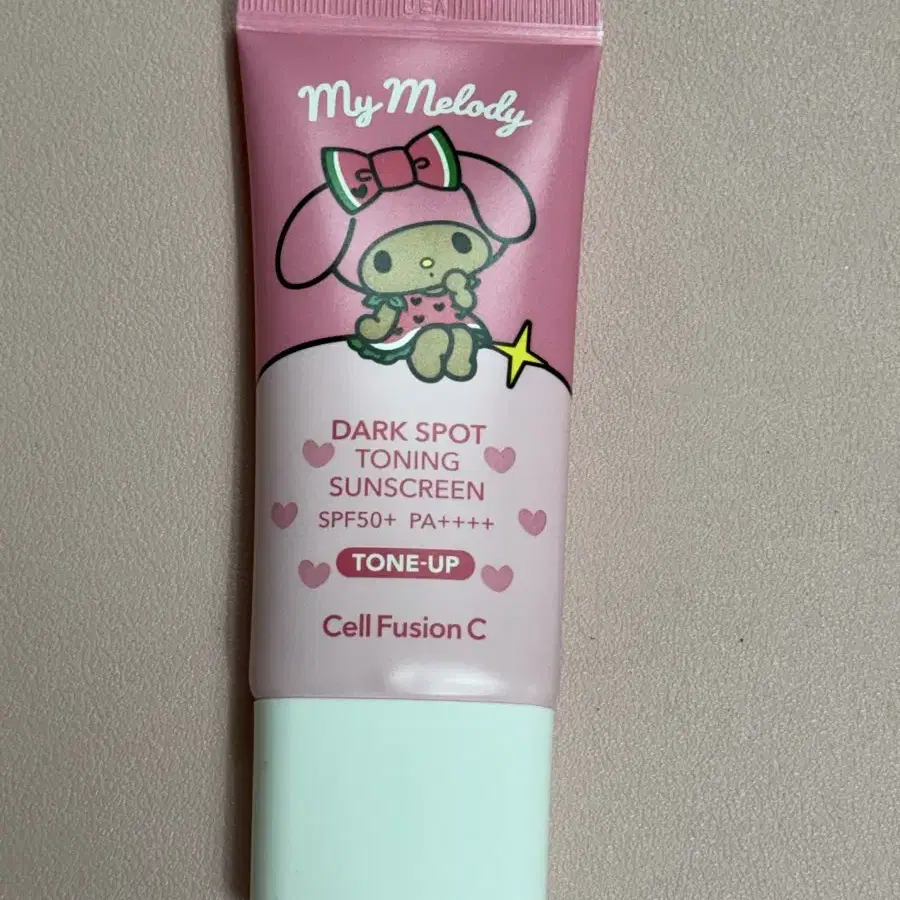 My Melody
DARK SPOT
TONING
SUNSCREEN
SPF50+ PA++++
TONE-UP
Cell Fusion C